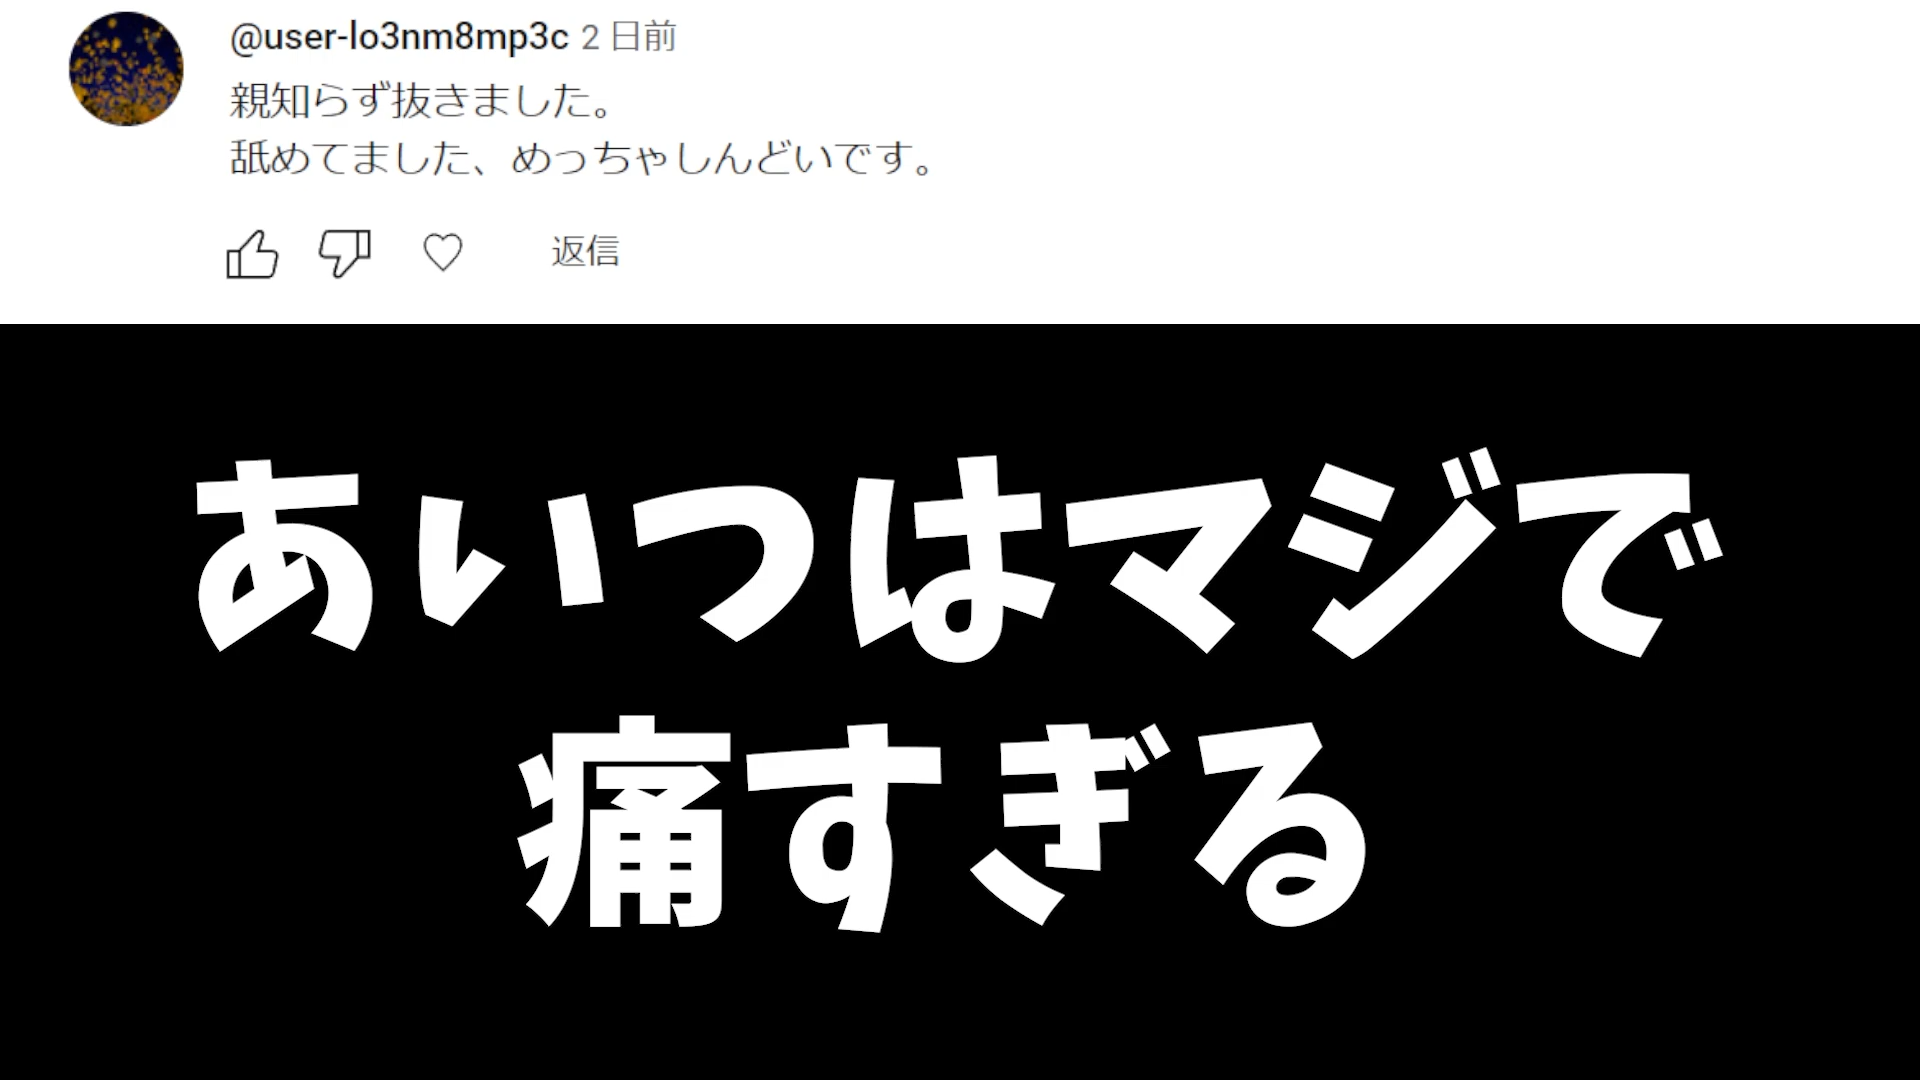 @user-lo3nm8mp3c 2 日前
親知らず抜きました。
舐めてました、めっちゃしんどいです。
返信
あいつはマジで
痛すぎる